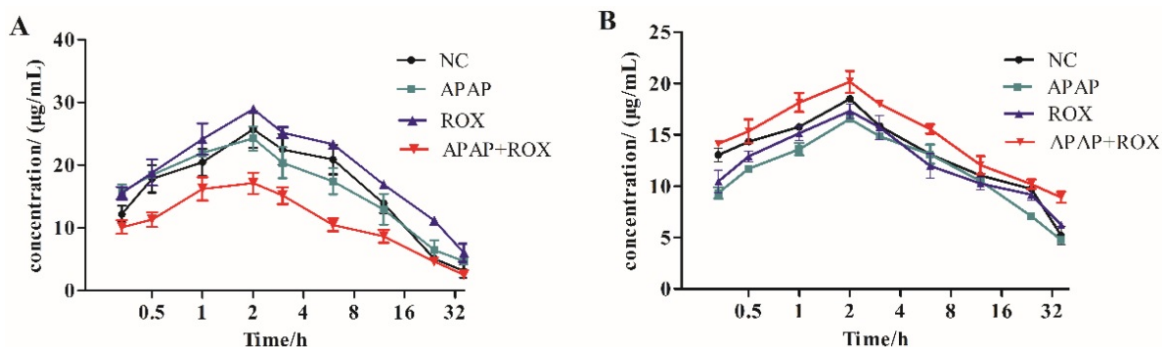 A
concentration/ (μg/mL)
40
30
20
10
0
0.5 1 2 4 8 16 32
Time/h
NC
APAP
ROX
APAP+ROX
B
concentration/ (μg/mL)
25
20
15
10
5
0
0.5 1 2 4 8 16 32
Time/h
NC
APAP
ROX
APAP+ROX